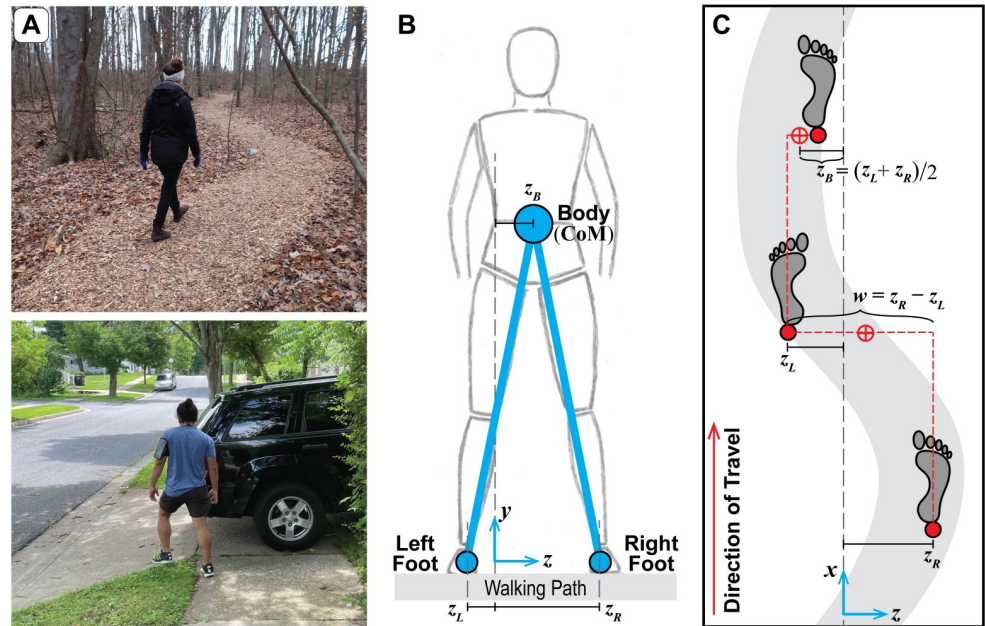 A
B
z_B
Body
(CoM)
y
z
Left
Foot
Right
Foot
Walking Path
z_L
z_R
C
z_B = (z_L + z_R)/2
w = z_R − z_L
z_L
z_R
Direction of Travel
x
z